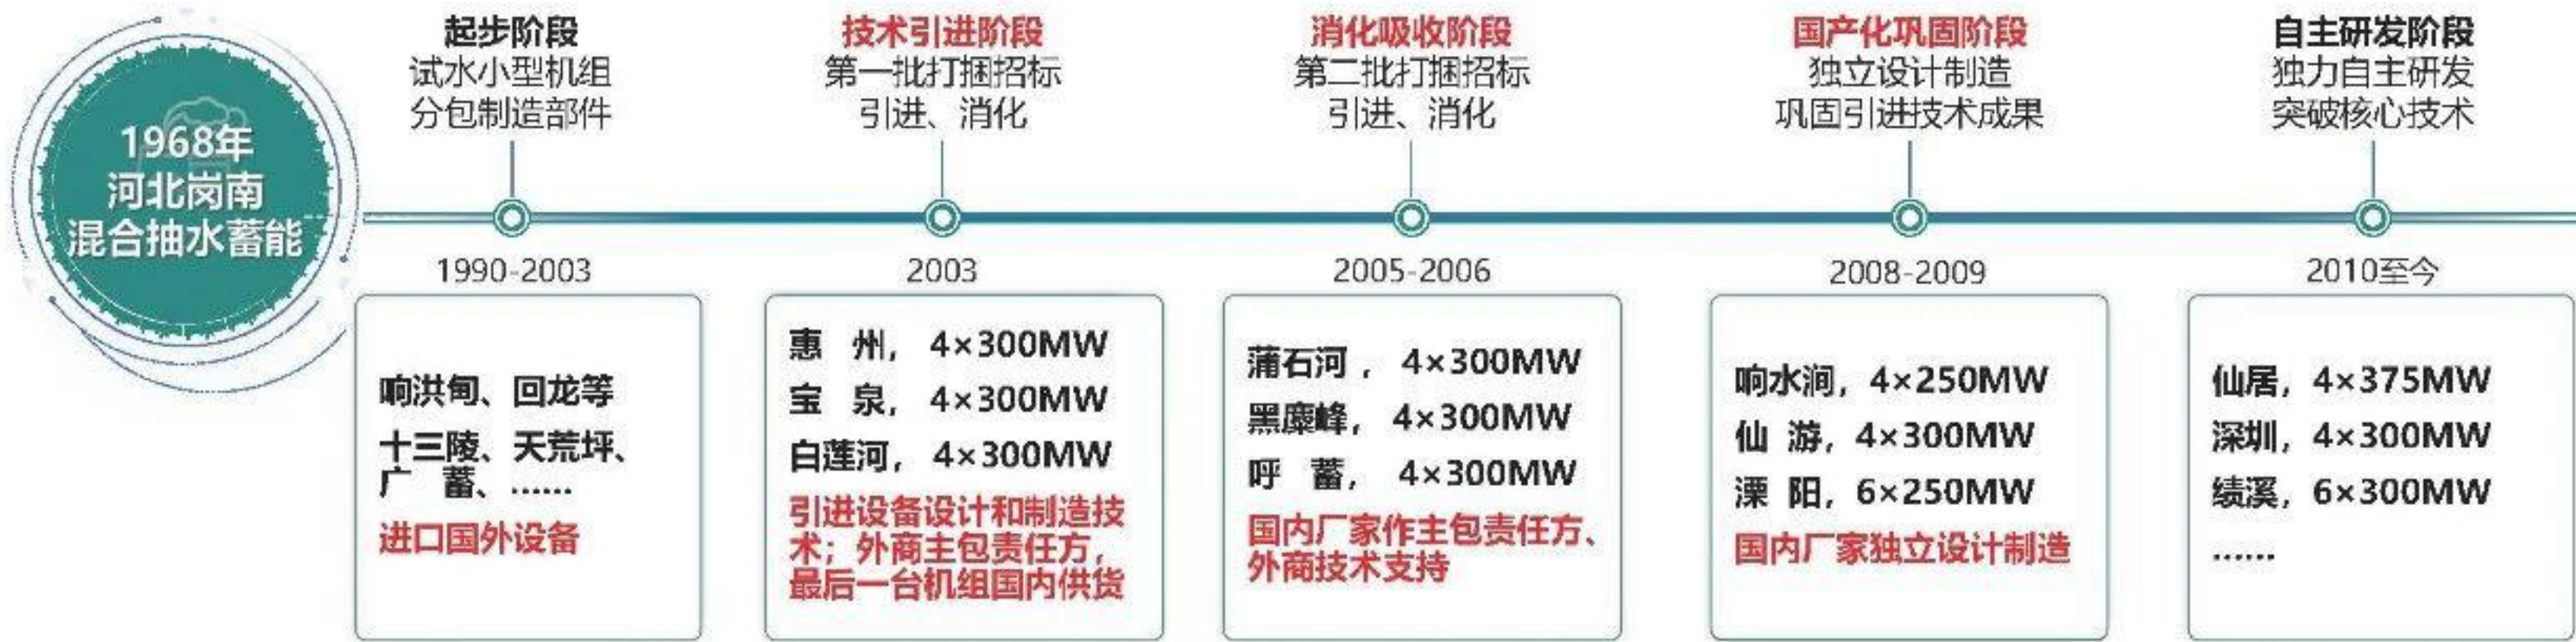 1968年
河北岗南
混合抽水蓄能
起步阶段
试水小型机组
分包制造部件
1990-2003
响洪甸、回龙等
十三陵、天荒坪、
广 蓄、……
进口国外设备
技术引进阶段
第一批打捆招标
引进、消化
2003
惠 州， 4×300MW
宝 泉， 4×300MW
白莲河， 4×300MW
引进设备设计和制造技
术；外商主包责任方，
最后一台机组国内供货
消化吸收阶段
第二批打捆招标
引进、消化
2005-2006
蒲石河 ， 4×300MW
黑麋峰， 4×300MW
呼 蓄， 4×300MW
国内厂家作主包责任方、
外商技术支持
国产化巩固阶段
独立设计制造
巩固引进技术成果
2008-2009
响水涧，4×250MW
仙 游，4×300MW
溧 阳，6×250MW
国内厂家独立设计制造
自主研发阶段
独力自主研发
突破核心技术
2010至今
仙居，4×375MW
深圳，4×300MW
绩溪，6×300MW
……